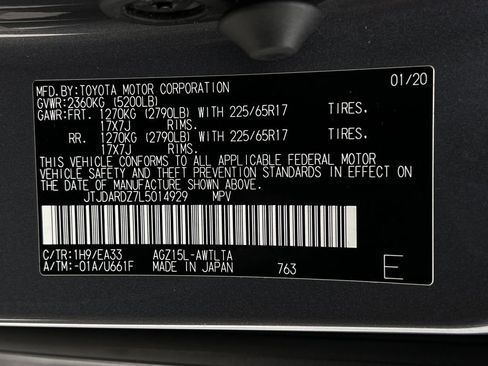 MFD.BY:TOYOTA MOTOR CORPORATION 01/20
GVWR:2360KG (5200LB)
GAWR:FRT. 1270KG (2790LB) WITH 225/65R17 TIRES.
17X7J RIMS.
RR. 1270KG (2790LB) WITH 225/65R17 TIRES.
17X7J RIMS.
THIS VEHICLE CONFORMS TO ALL APPLICABLE FEDERAL MOTOR
VEHICLE SAFETY AND THEFT PREVENTION STANDARDS IN EFFECT ON
THE DATE OF MANUFACTURE SHOWN ABOVE.
JTJDARDZ7L5014929 MPV
C/TR:1H9/EA33 AGZ15L-AWTLTA
A/TM:-01A/U661F MADE IN JAPAN 763 E